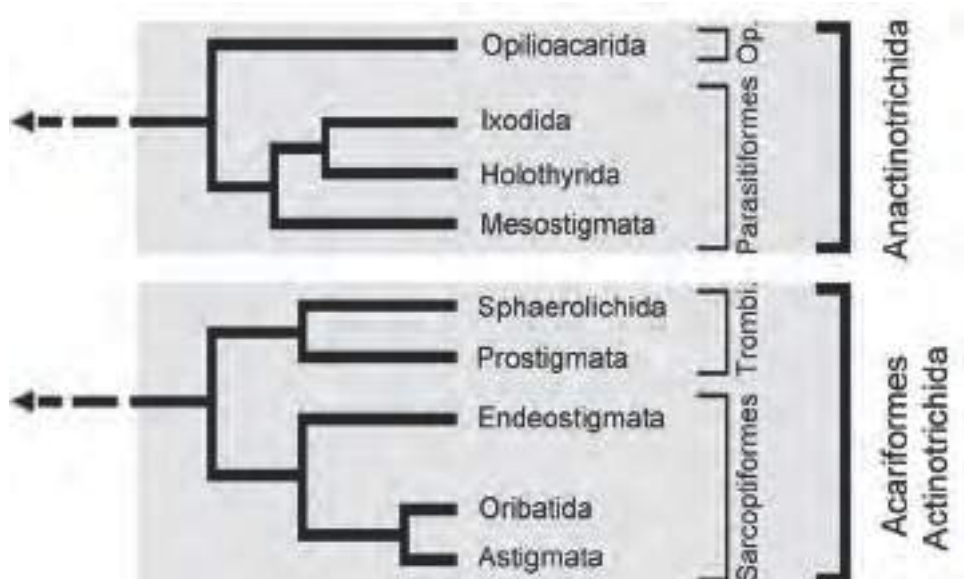 Opilioacarida
Ixodida
Holothyrida
Mesostigmata
Op.
Parasitiformes
Anactinotrichida
Sphaerolichida
Prostigmata
Endeostigmata
Oribatida
Astigmata
Trombi.
Sarcoptiformes
Acariformes
Actinotrichida